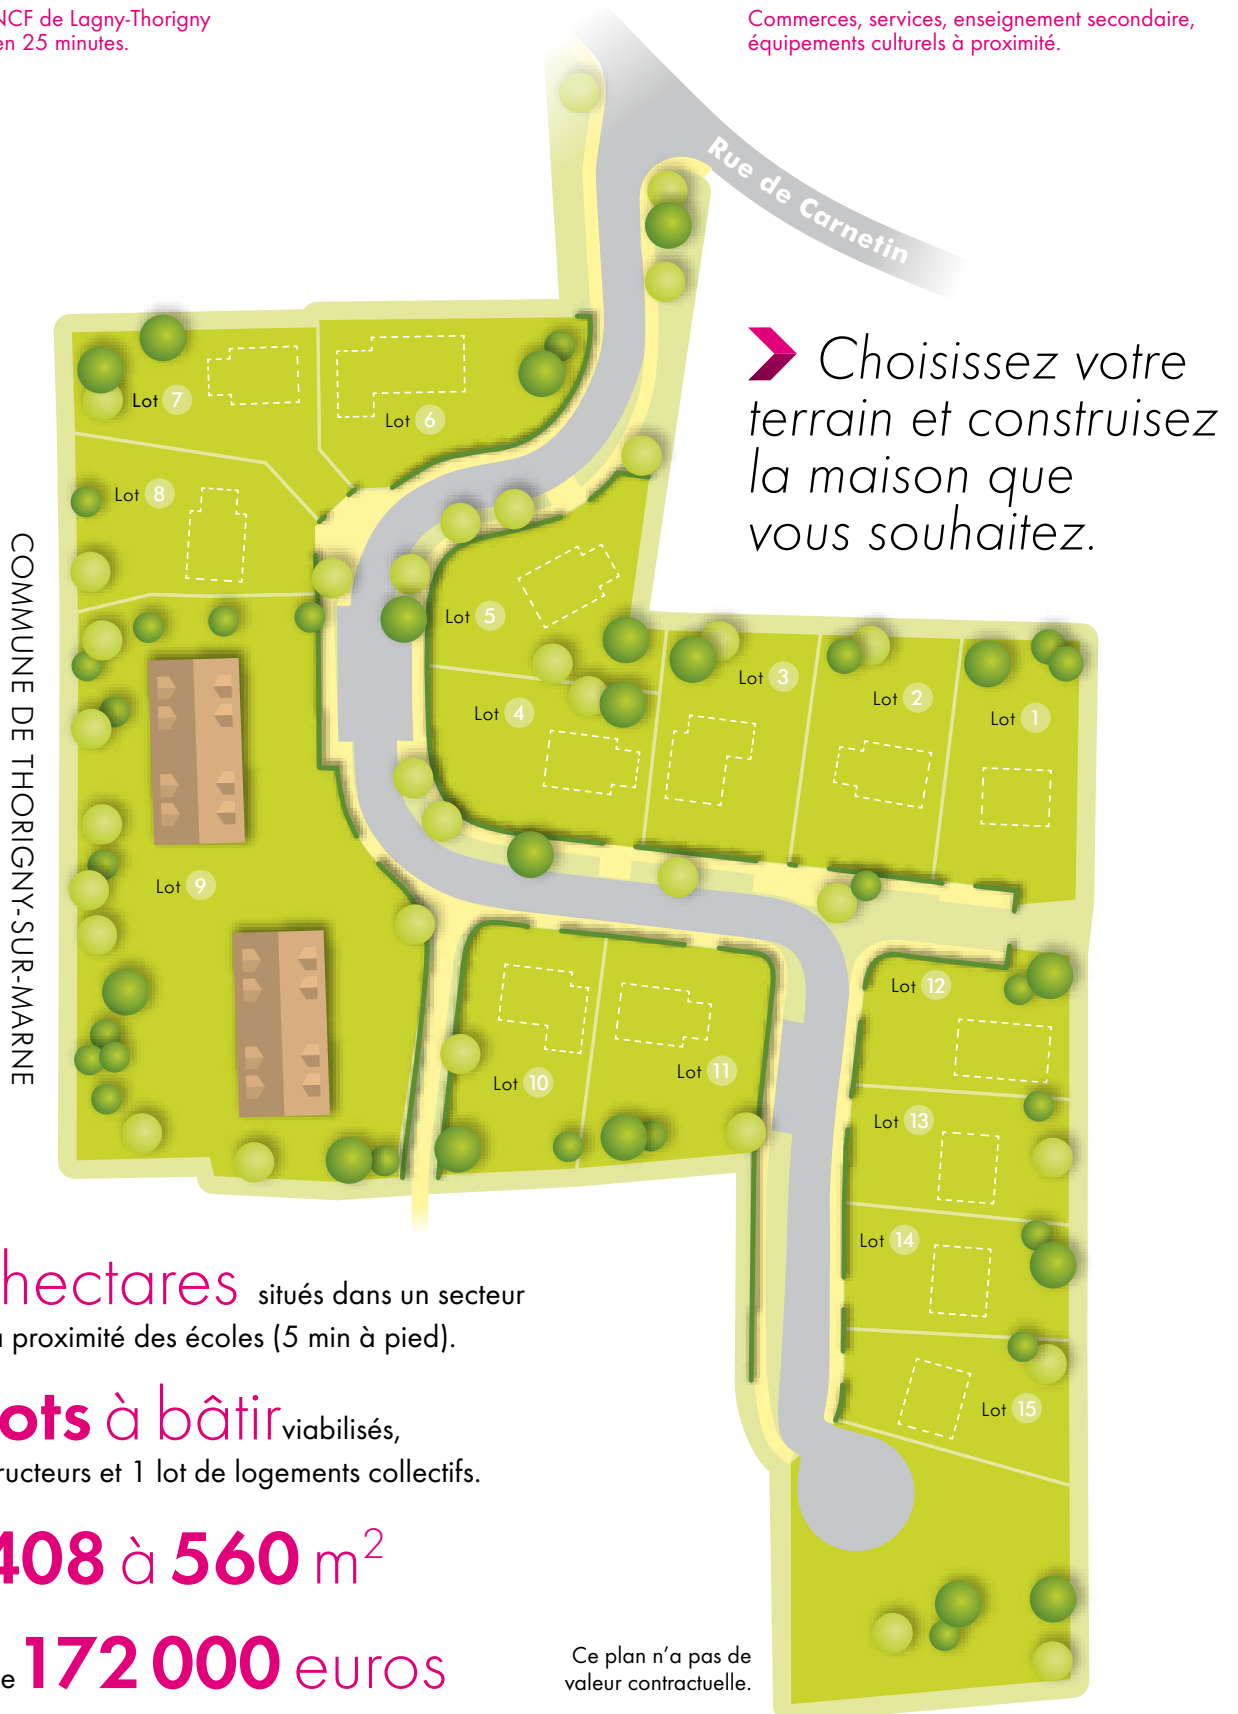 NCF de Lagny-Thorigny
en 25 minutes.
Commerces, services, enseignement secondaire,
équipements culturels à proximité.
Rue de Carnetin
Choisissez votre
terrain et construisez
la maison que
vous souhaitez.
COMMUNE DE THORIGNY-SUR-MARNE
Lot 7
Lot 6
Lot 8
Lot 5
Lot 4
Lot 3
Lot 2
Lot 1
Lot 9
Lot 10
Lot 11
Lot 12
Lot 13
Lot 14
Lot 15
hectares situés dans un secteur
à proximité des écoles (5 min à pied).
ots à bâtir viabilisés,
ructeurs et 1 lot de logements collectifs.
408 à 560 m²
e 172 000 euros
Ce plan n'a pas de
valeur contractuelle.